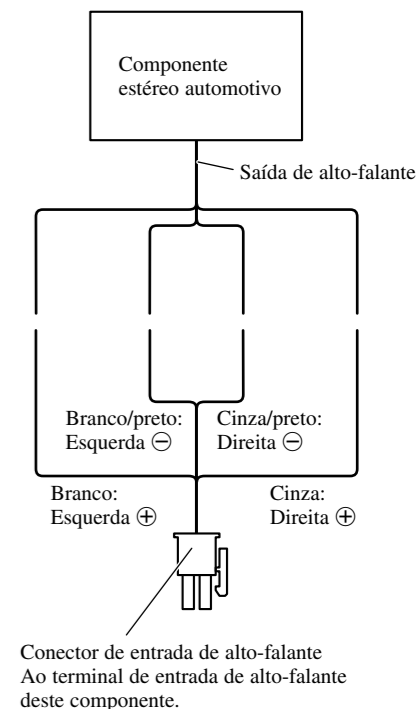 Componente
estéreo automotivo
Saída de alto-falante
Branco/preto:
Esquerda ⊖
Cinza/preto:
Direita ⊖
Branco:
Esquerda ⊕
Cinza:
Direita ⊕
Conector de entrada de alto-falante
Ao terminal de entrada de alto-falante
deste componente.